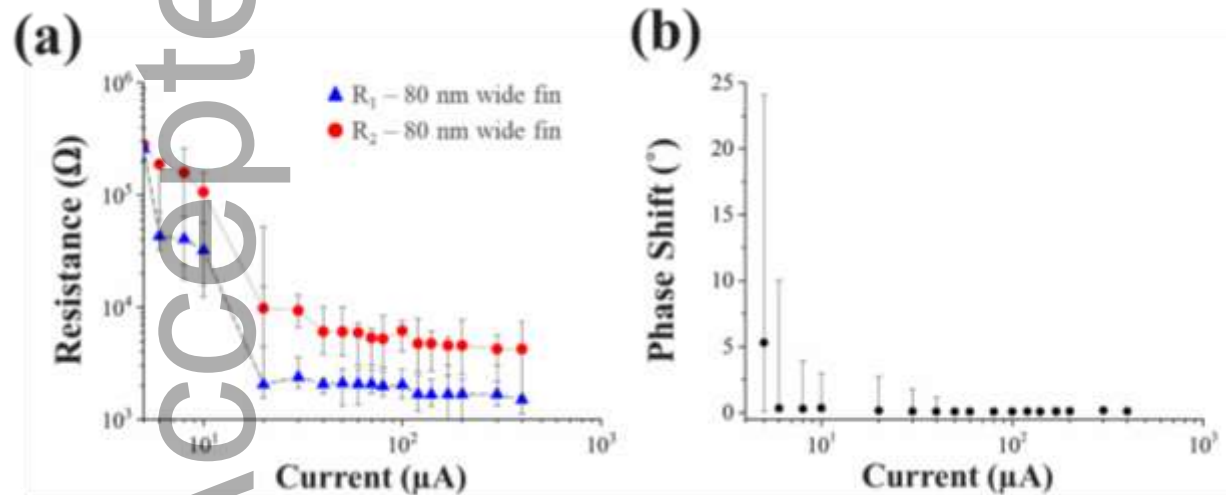 (a)
(b)
Accepte
Resistance (Ω)
10⁶
10⁵
10⁴
10³
R₁ – 80 nm wide fin
R₂ – 80 nm wide fin
10¹
10²
10³
Current (µA)
Phase Shift (°)
25
20
15
10
5
0
10¹
10²
10³
Current (µA)